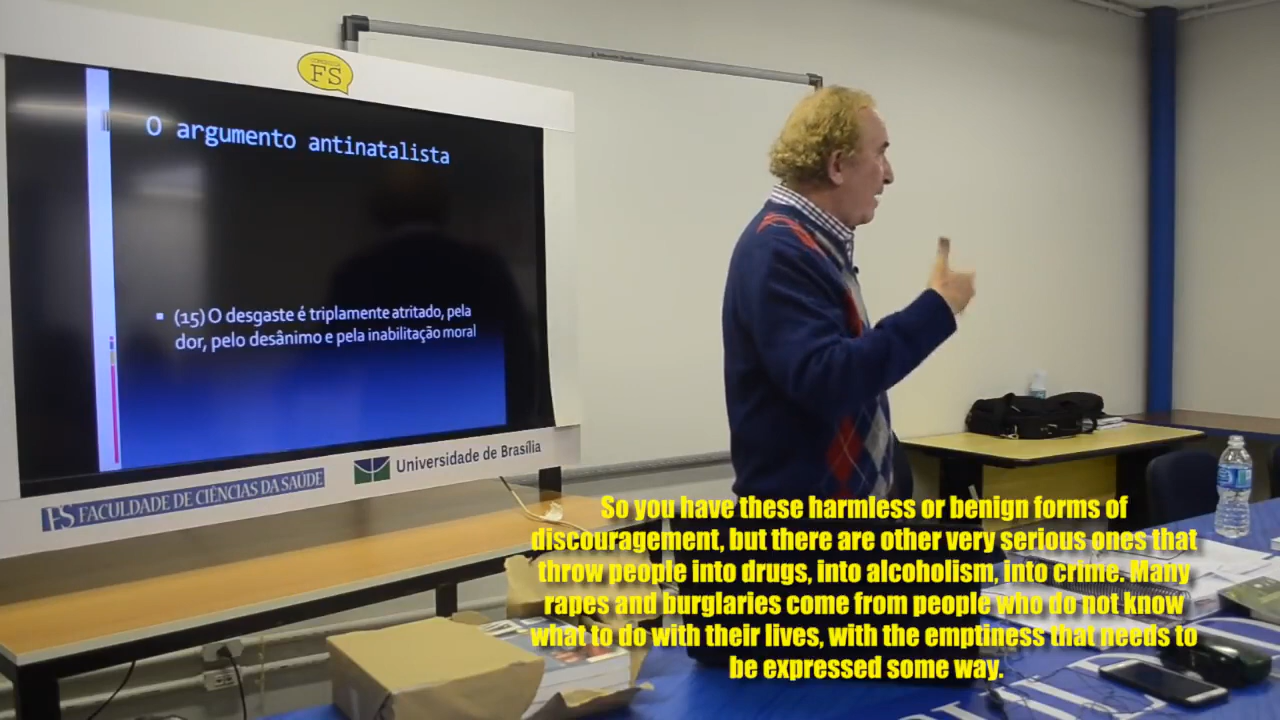 FS
O argumento antinatalista
▪ (15) O desgaste é triplamente atritado, pela
dor, pelo desânimo e pela inabilitação moral
FS FACULDADE DE CIÊNCIAS DA SAÚDE
Universidade de Brasília
So you have these harmless or benign forms of
discouragement, but there are other very serious ones that
throw people into drugs, into alcoholism, into crime. Many
rapes and burglaries come from people who do not know
what to do with their lives, with the emptiness that needs to
be expressed some way.